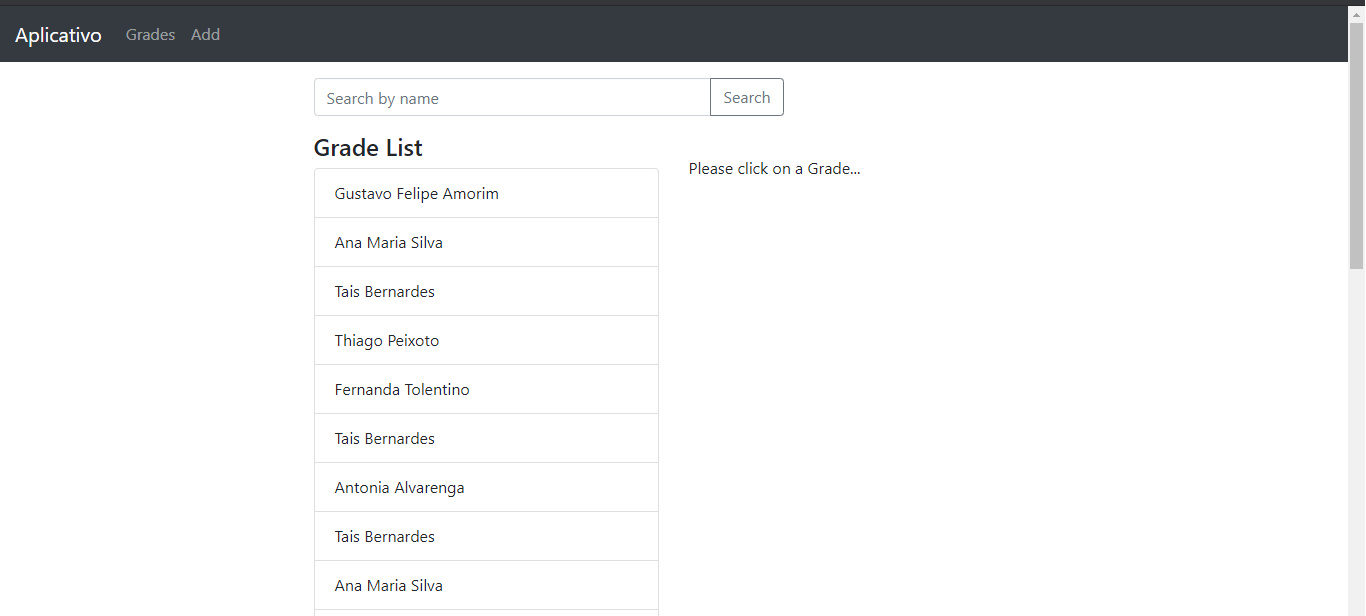 Aplicativo Grades Add
Search by name Search
Grade List
Please click on a Grade...
Gustavo Felipe Amorim
Ana Maria Silva
Tais Bernardes
Thiago Peixoto
Fernanda Tolentino
Tais Bernardes
Antonia Alvarenga
Tais Bernardes
Ana Maria Silva